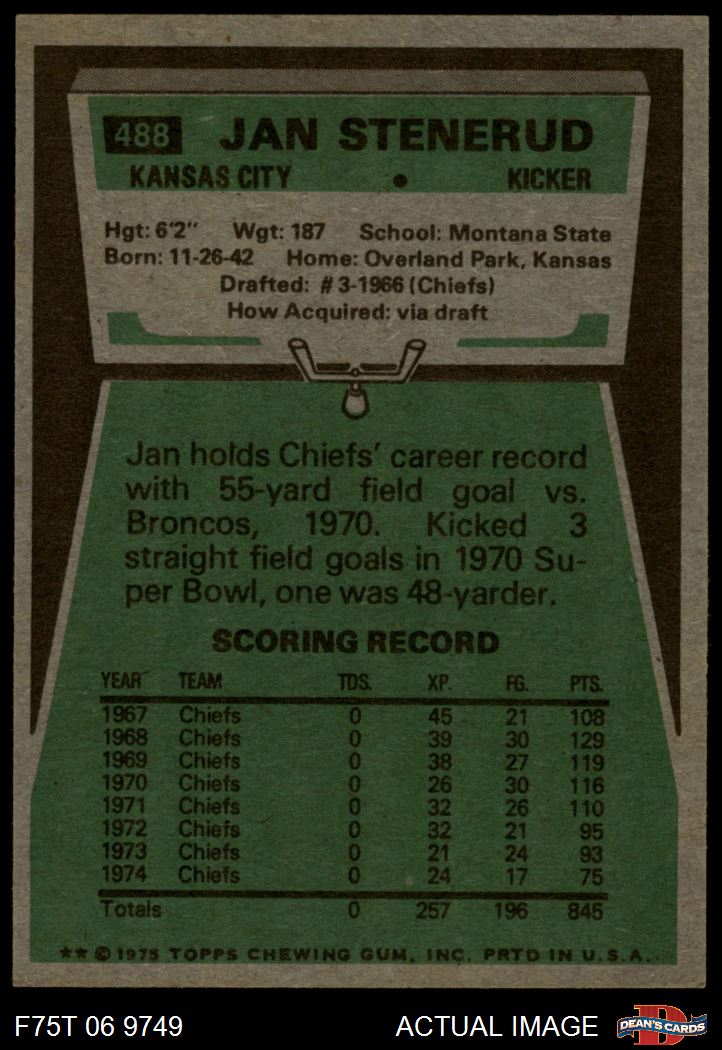 488 JAN STENERUD
KANSAS CITY • KICKER
Hgt: 6'2" Wgt: 187 School: Montana State
Born: 11-26-42 Home: Overland Park, Kansas
Drafted: #3-1966 (Chiefs)
How Acquired: via draft
Jan holds Chiefs' career record
with 55-yard field goal vs.
Broncos, 1970. Kicked 3
straight field goals in 1970 Su-
per Bowl, one was 48-yarder.
SCORING RECORD
YEAR TEAM TDS. XP. FG. PTS.
1967 Chiefs 0 45 21 108
1968 Chiefs 0 39 30 129
1969 Chiefs 0 38 27 119
1970 Chiefs 0 26 30 116
1971 Chiefs 0 32 26 110
1972 Chiefs 0 32 21 95
1973 Chiefs 0 21 24 93
1974 Chiefs 0 24 17 75
Totals 0 257 196 845
** © 1975 TOPPS CHEWING GUM, INC. PRTD IN U.S.A.
F75T 06 9749 ACTUAL IMAGE D DEAN'S CARDS